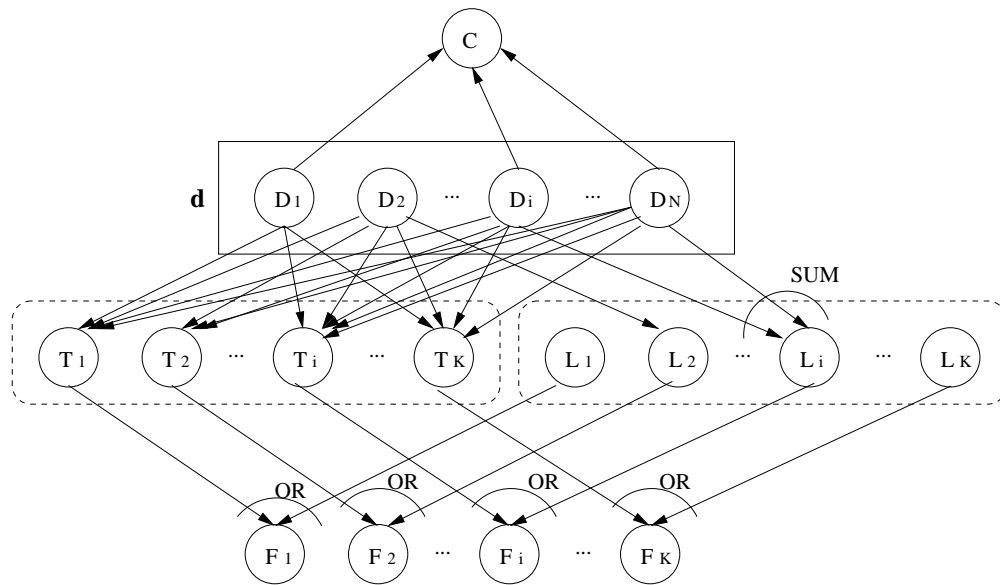 C
d D1 D2 ... Di ... DN
SUM
T1 T2 ... Ti ... TK L1 L2 ... Li ... LK
OR OR OR OR
F1 F2 ... Fi ... FK